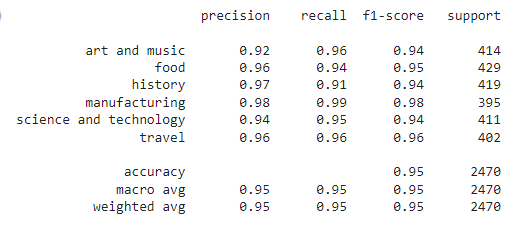 precision recall f1-score support
art and music 0.92 0.96 0.94 414
food 0.96 0.94 0.95 429
history 0.97 0.91 0.94 419
manufacturing 0.98 0.99 0.98 395
science and technology 0.94 0.95 0.94 411
travel 0.96 0.96 0.96 402
accuracy 0.95 2470
macro avg 0.95 0.95 0.95 2470
weighted avg 0.95 0.95 0.95 2470